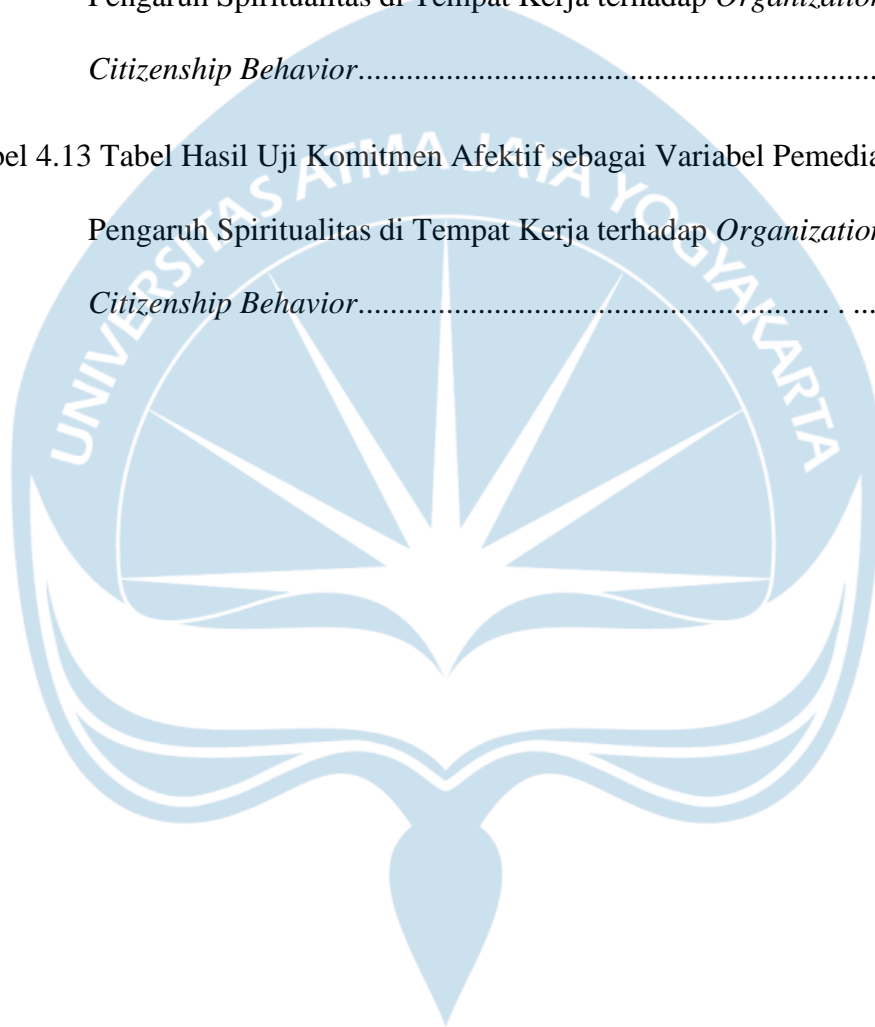 Pengaruh Spiritualitas di Tempat Kerja terhadap Organization
Citizenship Behavior.................................................................
bel 4.13 Tabel Hasil Uji Komitmen Afektif sebagai Variabel Pemedia
Pengaruh Spiritualitas di Tempat Kerja terhadap Organization
Citizenship Behavior........................................................... . ...
UNIVERSITAS ATMA JAYA YOGYAKARTA